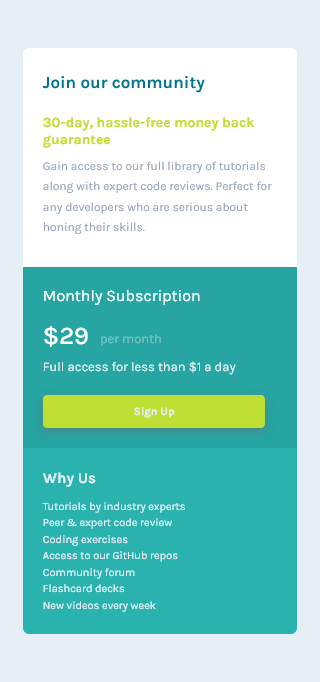 Join our community
30-day, hassle-free money back
guarantee
Gain access to our full library of tutorials
along with expert code reviews. Perfect for
any developers who are serious about
honing their skills.
Monthly Subscription
$29 per month
Full access for less than $1 a day
Sign Up
Why Us
Tutorials by industry experts
Peer & expert code review
Coding exercises
Access to our GitHub repos
Community forum
Flashcard decks
New videos every week